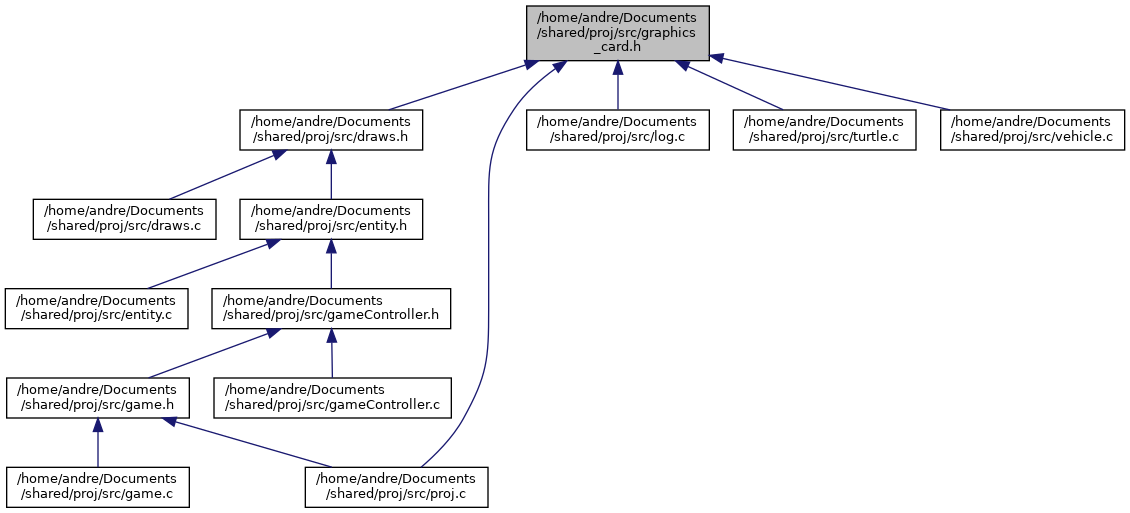 /home/andre/Documents
/shared/proj/src/graphics
_card.h
/home/andre/Documents
/shared/proj/src/draws.h
/home/andre/Documents
/shared/proj/src/log.c
/home/andre/Documents
/shared/proj/src/turtle.c
/home/andre/Documents
/shared/proj/src/vehicle.c
/home/andre/Documents
/shared/proj/src/draws.c
/home/andre/Documents
/shared/proj/src/entity.h
/home/andre/Documents
/shared/proj/src/entity.c
/home/andre/Documents
/shared/proj/src/gameController.h
/home/andre/Documents
/shared/proj/src/game.h
/home/andre/Documents
/shared/proj/src/gameController.c
/home/andre/Documents
/shared/proj/src/game.c
/home/andre/Documents
/shared/proj/src/proj.c